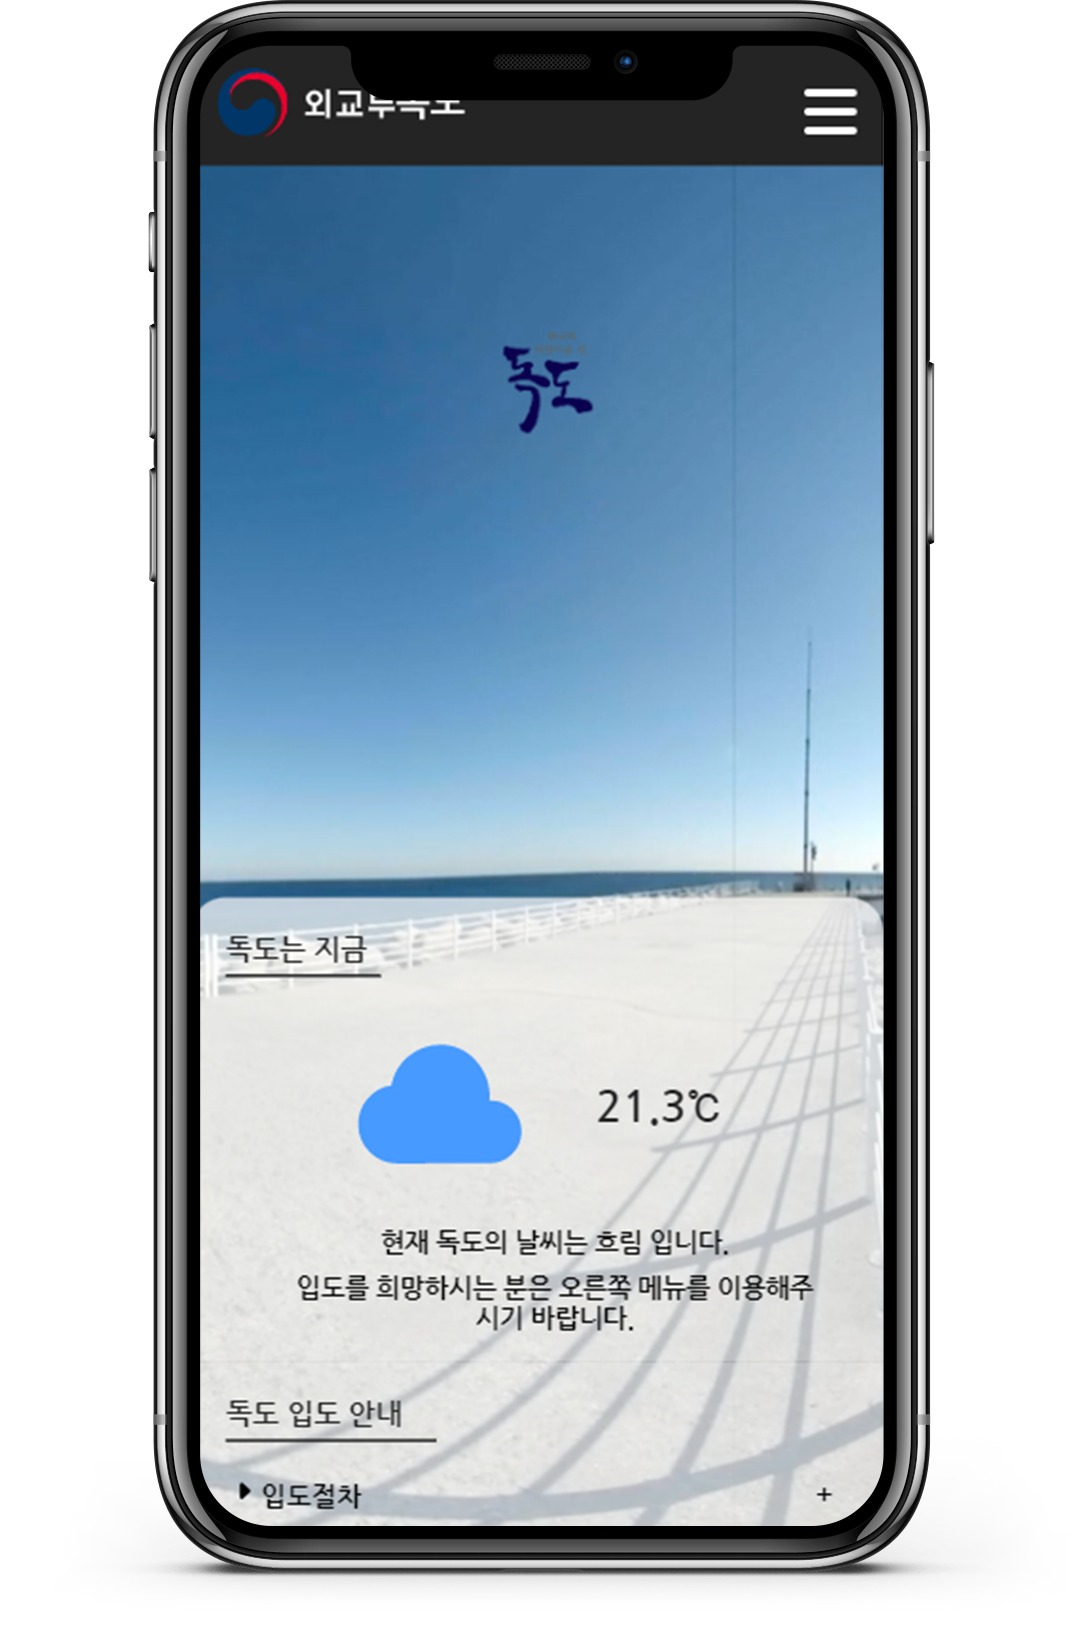 외교부독도
독도
독도는 지금
21.3℃
현재 독도의 날씨는 흐림 입니다.
입도를 희망하시는 분은 오른쪽 메뉴를 이용해주
시기 바랍니다.
독도 입도 안내
입도절차
+